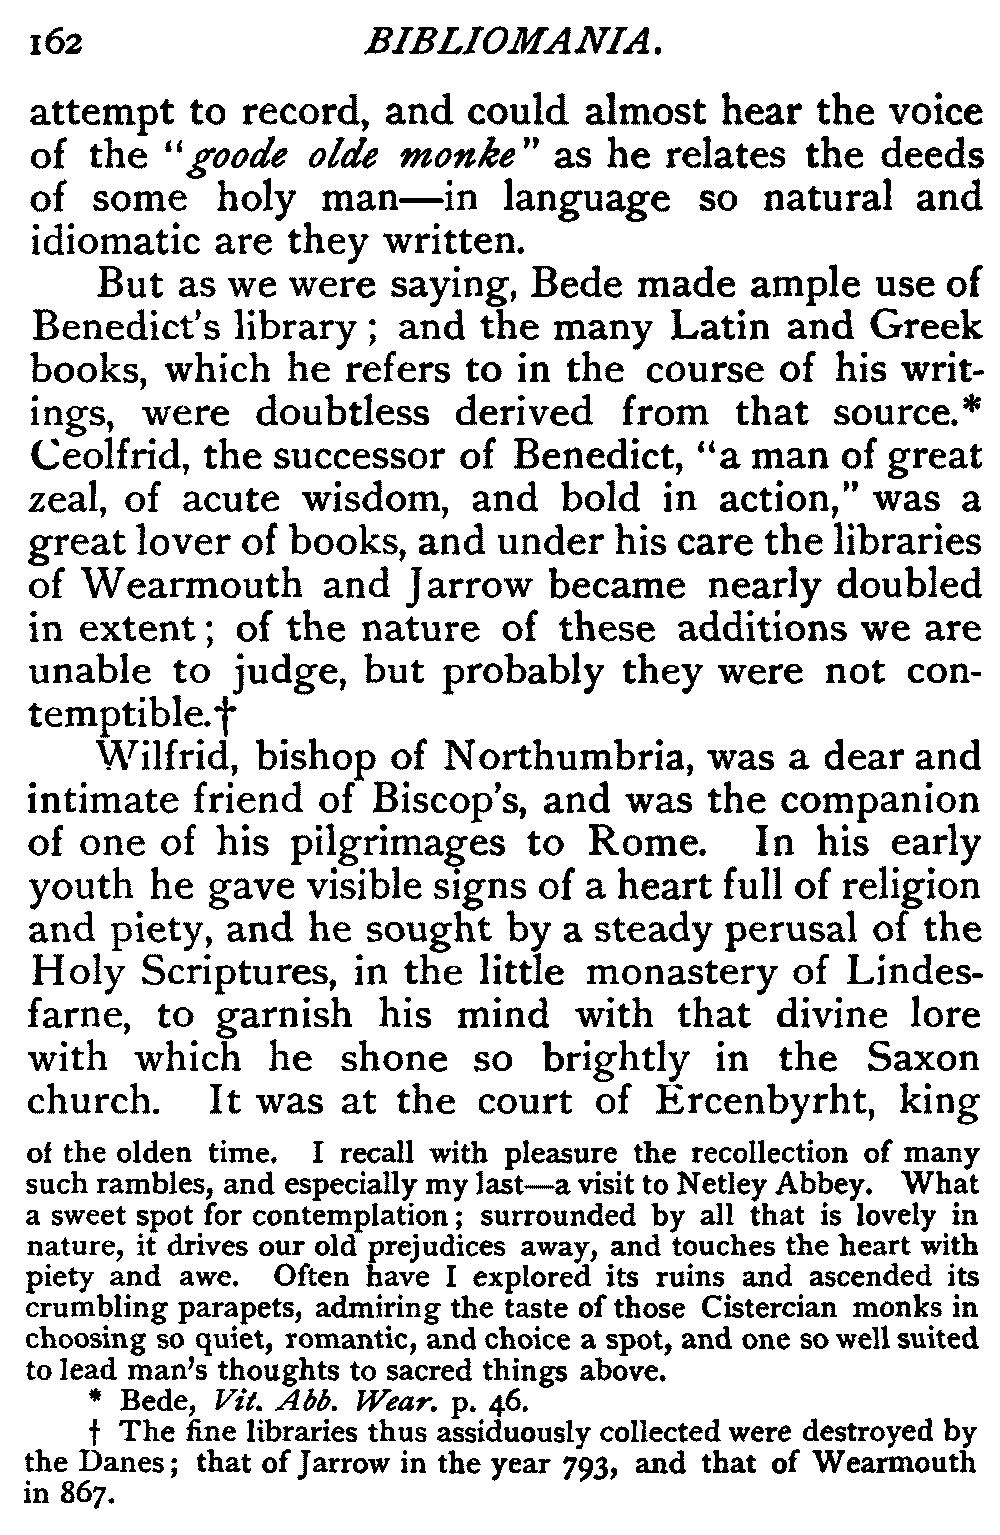 162 BIBLIOMANIA.
attempt to record, and could almost hear the voice
of the "goode olde monke" as he relates the deeds
of some holy man—in language so natural and
idiomatic are they written.
But as we were saying, Bede made ample use of
Benedict's library; and the many Latin and Greek
books, which he refers to in the course of his writ-
ings, were doubtless derived from that source.*
Ceolfrid, the successor of Benedict, "a man of great
zeal, of acute wisdom, and bold in action," was a
great lover of books, and under his care the libraries
of Wearmouth and Jarrow became nearly doubled
in extent; of the nature of these additions we are
unable to judge, but probably they were not con-
temptible.†
Wilfrid, bishop of Northumbria, was a dear and
intimate friend of Biscop's, and was the companion
of one of his pilgrimages to Rome. In his early
youth he gave visible signs of a heart full of religion
and piety, and he sought by a steady perusal of the
Holy Scriptures, in the little monastery of Lindes-
farne, to garnish his mind with that divine lore
with which he shone so brightly in the Saxon
church. It was at the court of Ercenbyrht, king
of the olden time. I recall with pleasure the recollection of many
such rambles, and especially my last—a visit to Netley Abbey. What
a sweet spot for contemplation; surrounded by all that is lovely in
nature, it drives our old prejudices away, and touches the heart with
piety and awe. Often have I explored its ruins and ascended its
crumbling parapets, admiring the taste of those Cistercian monks in
choosing so quiet, romantic, and choice a spot, and one so well suited
to lead man's thoughts to sacred things above.
* Bede, Vit. Abb. Wear. p. 46.
† The fine libraries thus assiduously collected were destroyed by
the Danes; that of Jarrow in the year 793, and that of Wearmouth
in 867.